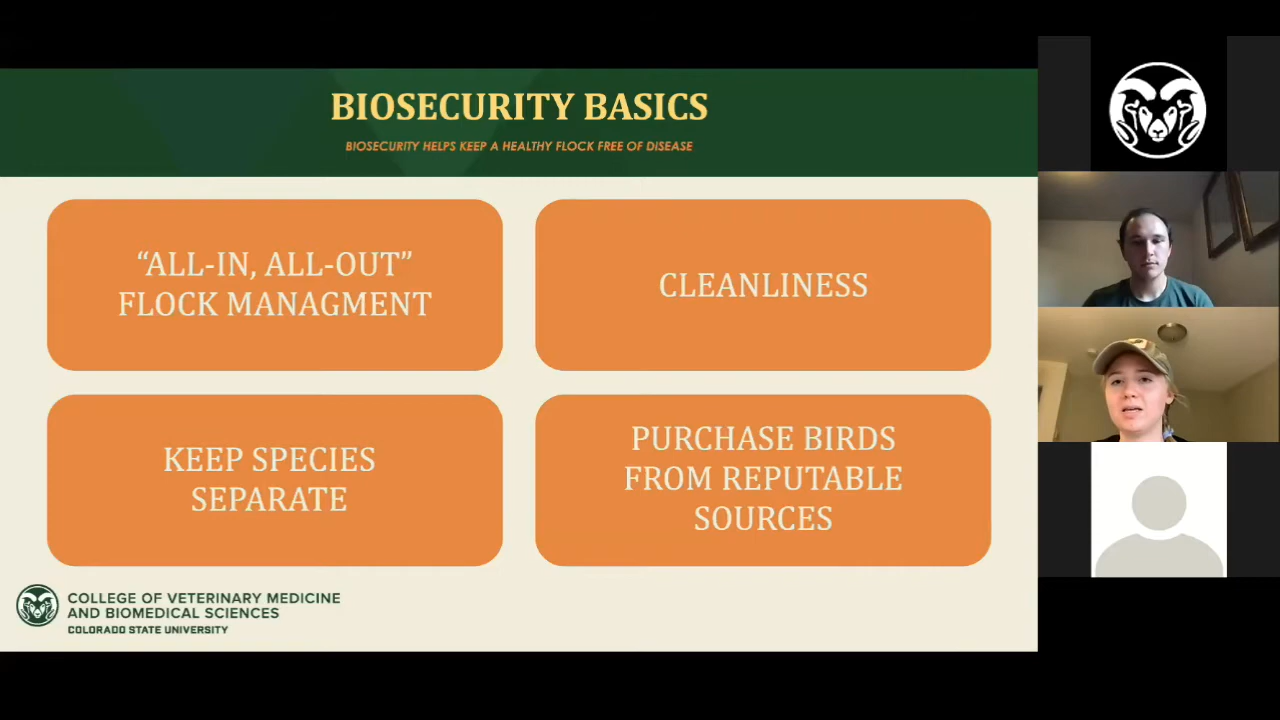 BIOSECURITY BASICS
BIOSECURITY HELPS KEEP A HEALTHY FLOCK FREE OF DISEASE
“ALL-IN, ALL-OUT”
FLOCK MANAGMENT
CLEANLINESS
KEEP SPECIES
SEPARATE
PURCHASE BIRDS
FROM REPUTABLE
SOURCES
COLLEGE OF VETERINARY MEDICINE
AND BIOMEDICAL SCIENCES
COLORADO STATE UNIVERSITY